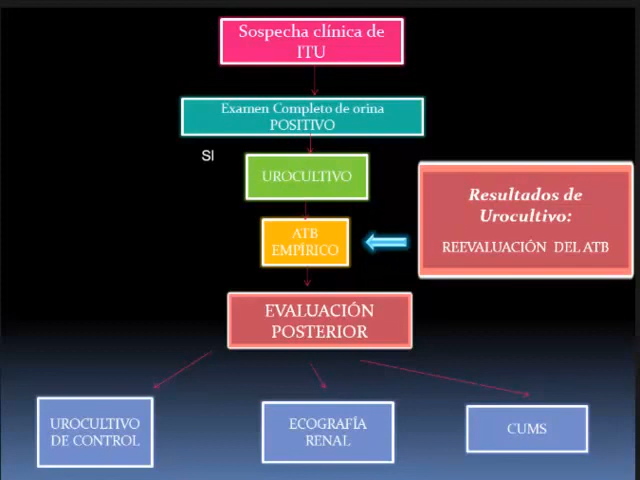 Sospecha clínica de
ITU
Examen Completo de orina
POSITIVO
SI
UROCULTIVO
ATB
EMPÍRICO
Resultados de
Urocultivo:
REEVALUACIÓN DEL ATB
EVALUACIÓN
POSTERIOR
UROCULTIVO
DE CONTROL
ECOGRAFÍA
RENAL
CUMS